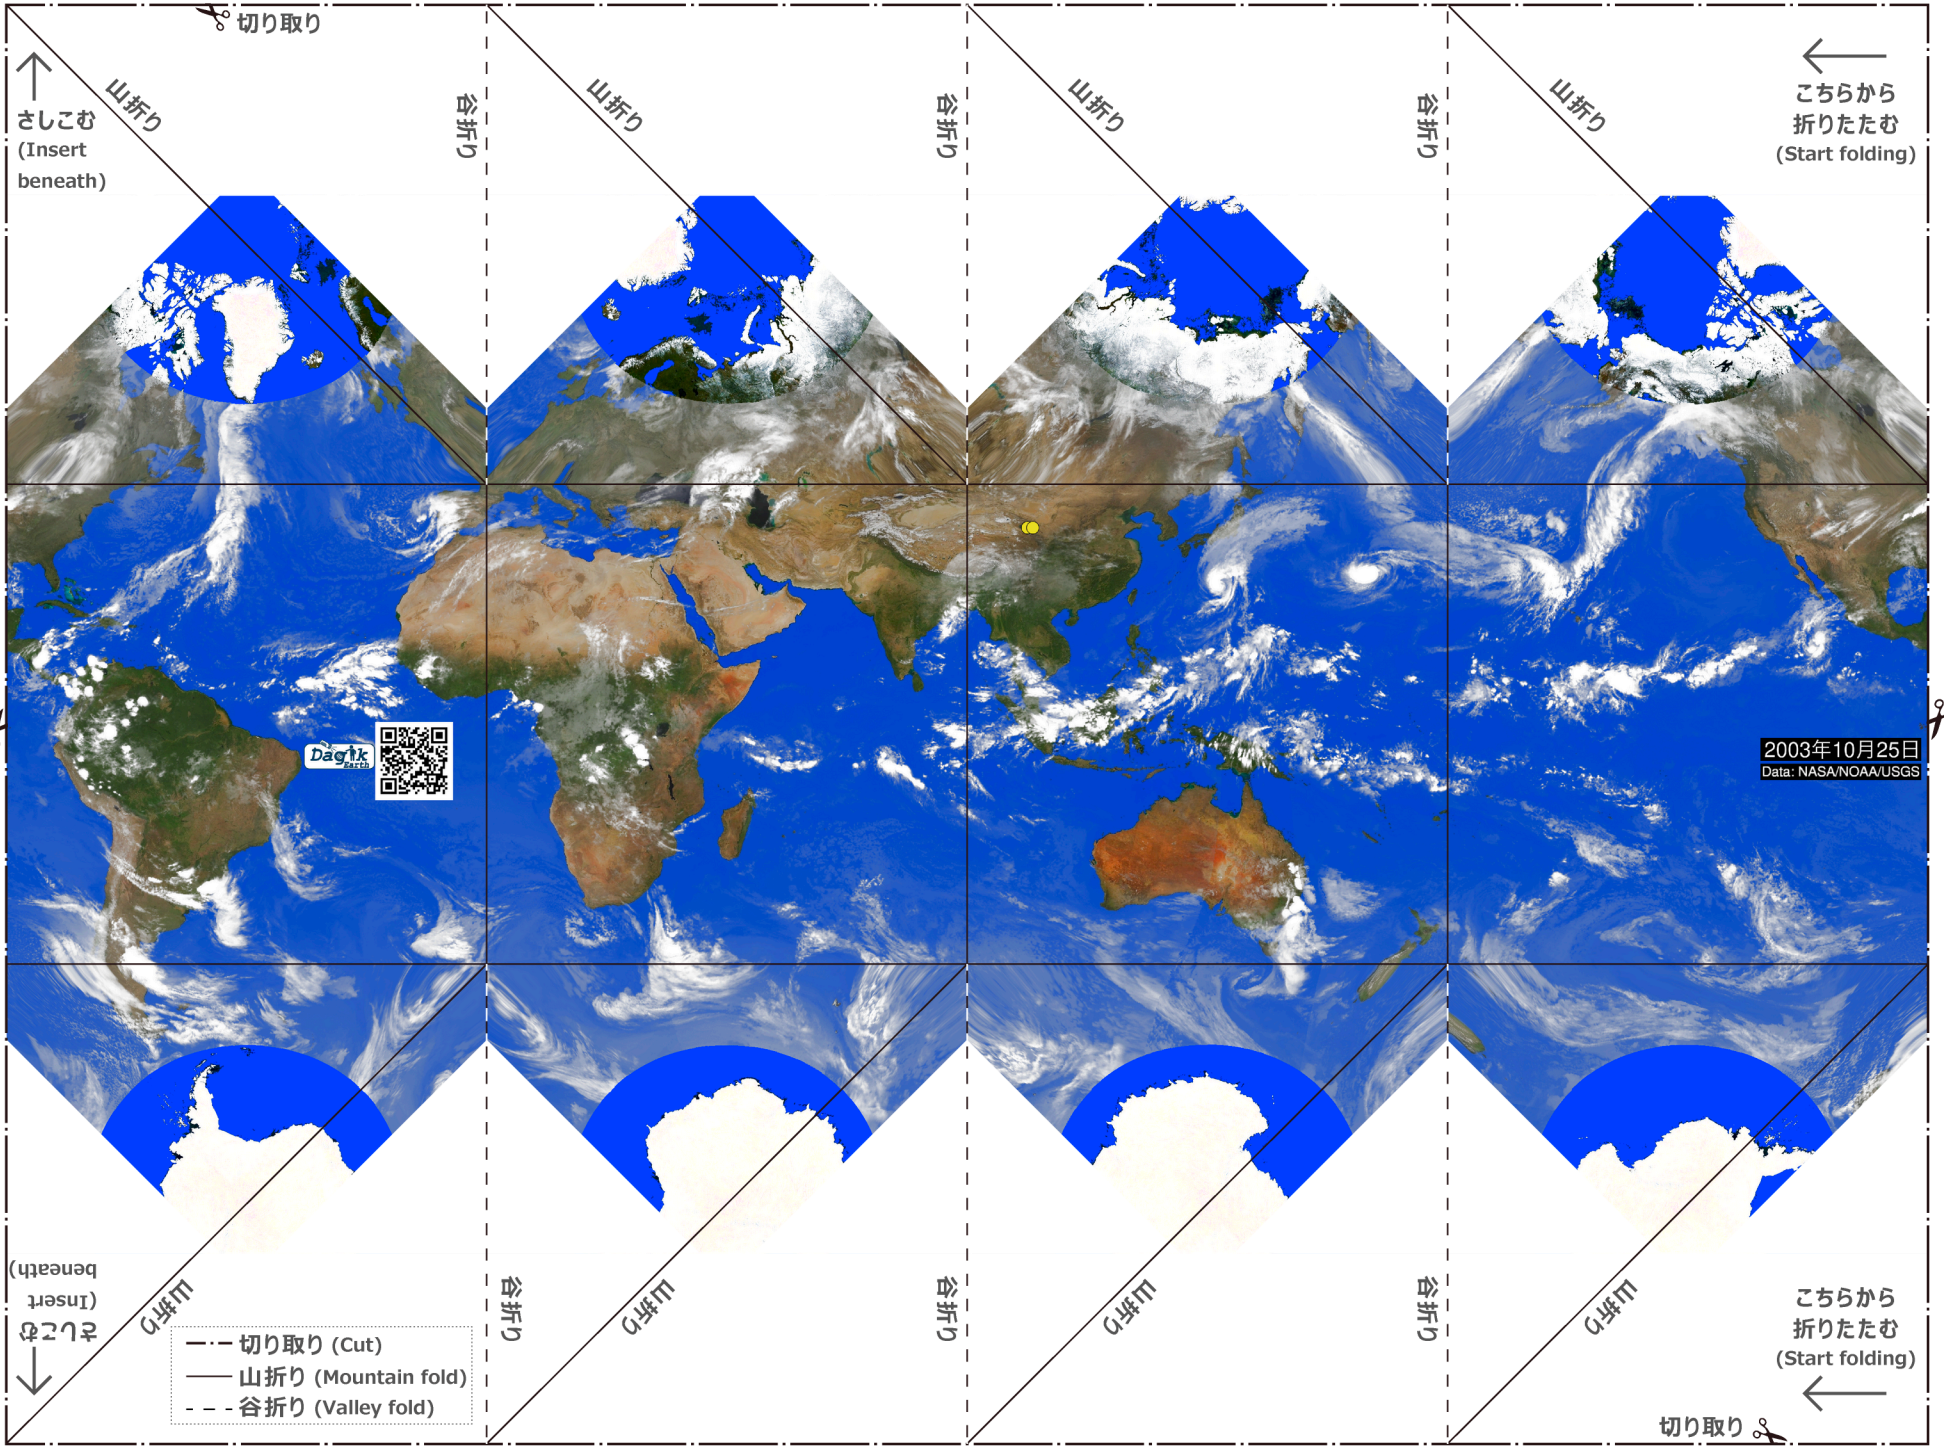 切り取り
山折り
谷折り
山折り
谷折り
山折り
谷折り
山折り
さしこむ
(Insert
beneath)
こちらから
折りたたむ
(Start folding)
Dagik
Earth
2003年10月25日
Data: NASA/NOAA/USGS
さしこむ
(Insert
beneath)
山折り
谷折り
山折り
谷折り
山折り
谷折り
山折り
こちらから
折りたたむ
(Start folding)
切り取り (Cut)
山折り (Mountain fold)
谷折り (Valley fold)
切り取り